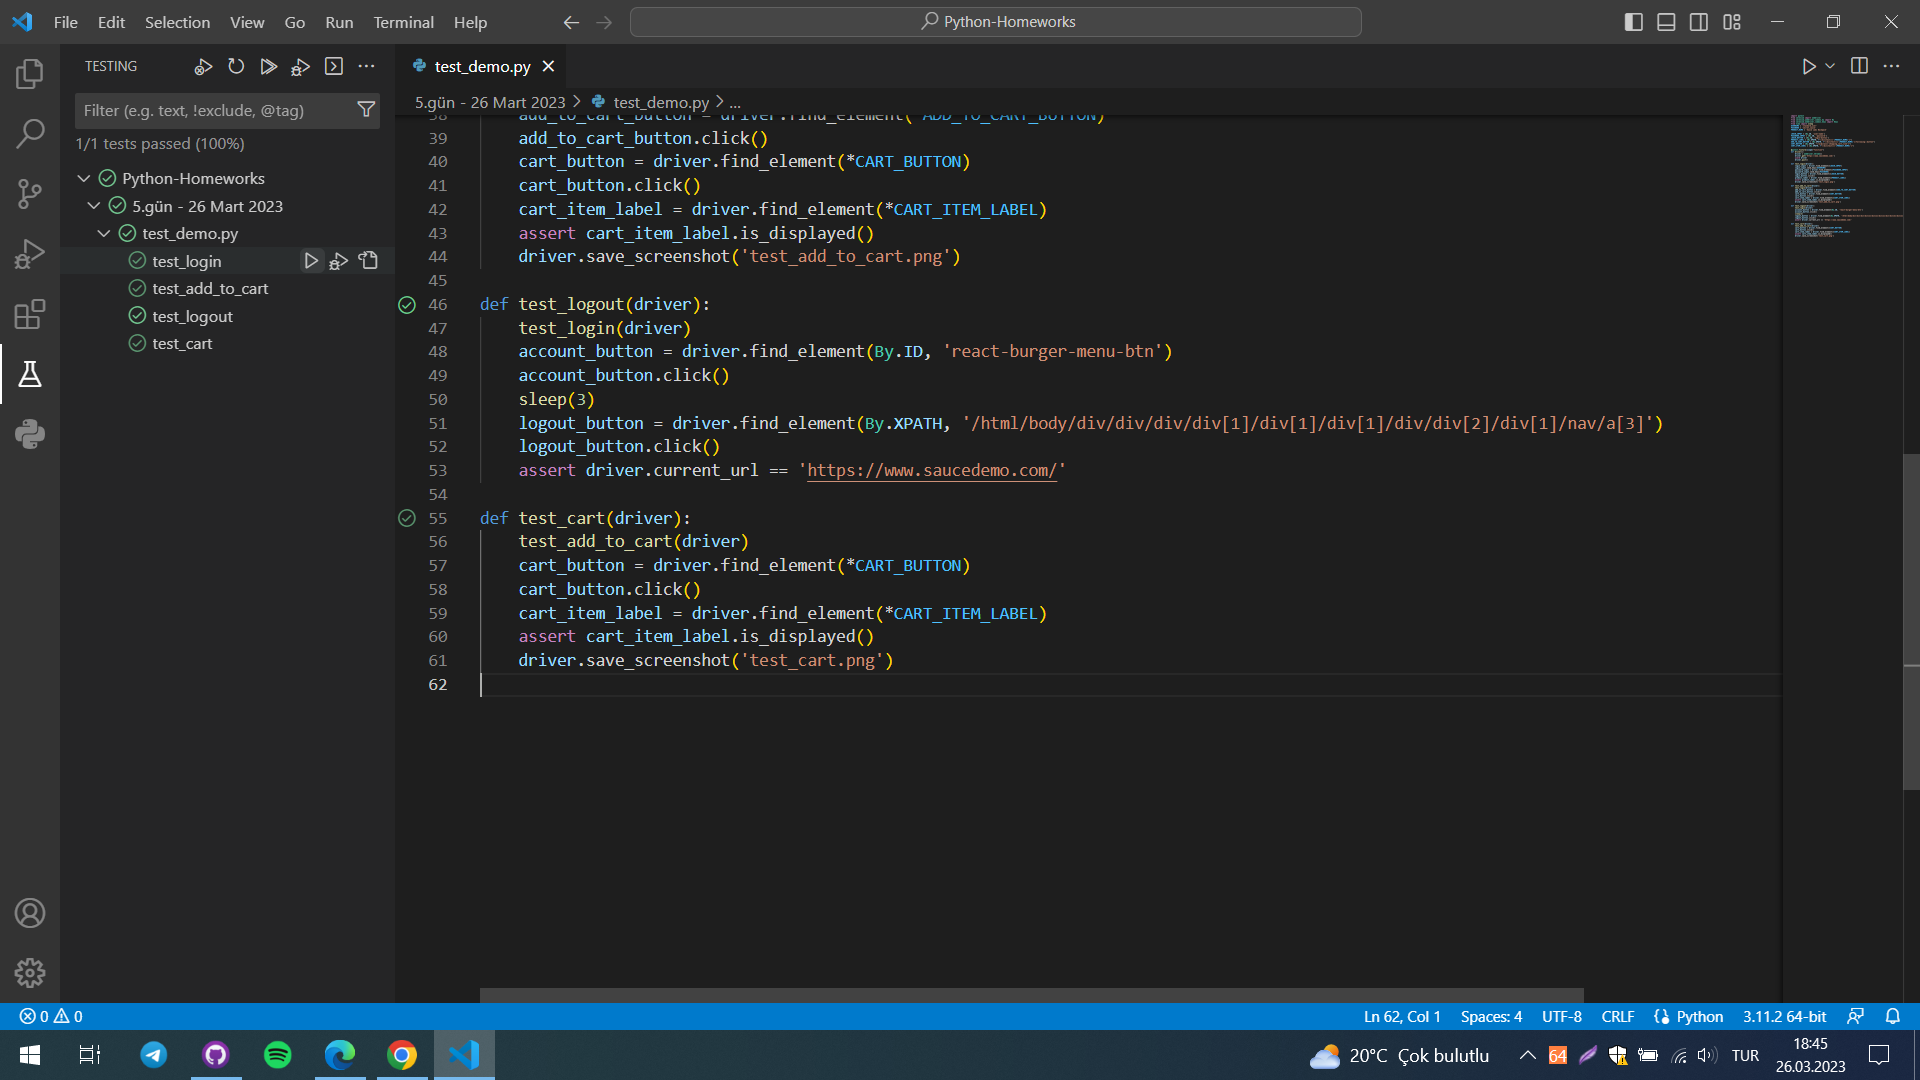 File Edit Selection View Go Run Terminal Help
Python-Homeworks
TESTING
Filter (e.g. text, !exclude, @tag)
1/1 tests passed (100%)
Python-Homeworks
5.gün - 26 Mart 2023
test_demo.py
test_login
test_add_to_cart
test_logout
test_cart
test_demo.py
5.gün - 26 Mart 2023 > test_demo.py > ...
38 add_to_cart_button = driver.find_element(*ADD_TO_CART_BUTTON)
39 add_to_cart_button.click()
40 cart_button = driver.find_element(*CART_BUTTON)
41 cart_button.click()
42 cart_item_label = driver.find_element(*CART_ITEM_LABEL)
43 assert cart_item_label.is_displayed()
44 driver.save_screenshot('test_add_to_cart.png')
45
46 def test_logout(driver):
47 test_login(driver)
48 account_button = driver.find_element(By.ID, 'react-burger-menu-btn')
49 account_button.click()
50 sleep(3)
51 logout_button = driver.find_element(By.XPATH, '/html/body/div/div/div/div[1]/div[1]/div[1]/div/div[2]/div[1]/nav/a[3]')
52 logout_button.click()
53 assert driver.current_url == 'https://www.saucedemo.com/'
54
55 def test_cart(driver):
56 test_add_to_cart(driver)
57 cart_button = driver.find_element(*CART_BUTTON)
58 cart_button.click()
59 cart_item_label = driver.find_element(*CART_ITEM_LABEL)
60 assert cart_item_label.is_displayed()
61 driver.save_screenshot('test_cart.png')
62
0 0
Ln 62, Col 1 Spaces: 4 UTF-8 CRLF Python 3.11.2 64-bit
20°C Çok bulutlu 64 TUR
18:45
26.03.2023